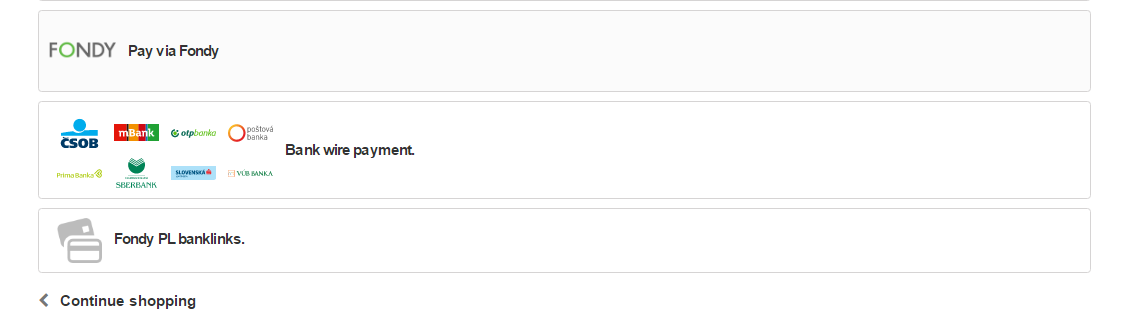 FONDY Pay via Fondy
ČSOB mBank otpbanka poštová
banka
Bank wire payment.
Prima Banka SBERBANK SLOVENSKÁ VÚB BANKA
Fondy PL banklinks.
Continue shopping